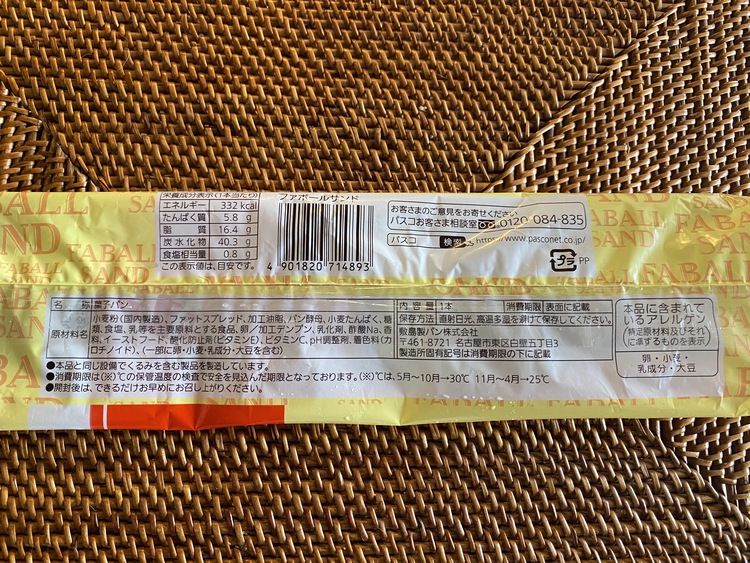 栄養成分表示(1本当たり)
エネルギー 332 kcal
たんぱく質 5.8 g
脂質 16.4 g
炭水化物 40.3 g
食塩相当量 0.8 g
この表示値は、目安です。
ファボールサンド
4 901820 714893
お客さまのご意見をお寄せください
パスコお客さま相談室 0120-084-835
パスコ 検索 https://www.pasconet.co.jp/
PP
FABALL
SAND
FABALL
SAND
FABALL
SAND
名称 菓子パン
原材料名 小麦粉(国内製造)、ファットスプレッド、加工油脂、パン酵母、小麦たんぱく、糖
類、食塩、乳等を主要原料とする食品、卵/加工デンプン、乳化剤、酢酸Na、香
料、イーストフード、酸化防止剤(ビタミンE)、ビタミンC、pH調整剤、着色料(カ
ロチノイド)、(一部に卵・小麦・乳成分・大豆を含む)
内容量 1本 消費期限 表面に記載
保存方法 直射日光、高温多湿を避けて保存してください。
敷島製パン株式会社
〒461-8721 名古屋市東区白壁五丁目3
製造所固有記号は消費期限の下に記載
本品に含まれて
いるアレルゲン
(特定原材料及びそれ
に準ずるものを表示)
卵・小麦・
乳成分・大豆
●本品と同じ設備でくるみを含む製品を製造しています。
●消費期限は(※)℃の保管温度の検査で安全を見込んだ期限となっております。(※)℃は、5月〜10月→30℃ 11月〜4月→25℃
●開封後は、できるだけお早めにお召し上がりください。